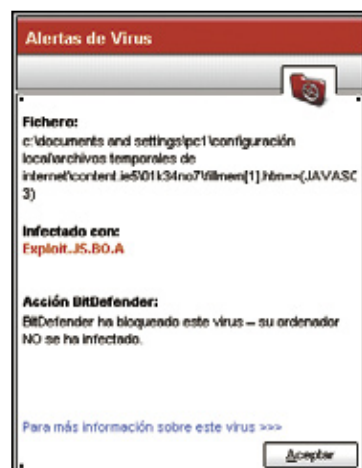 Alertas de Virus
Fichero:
c:\documents and settings\pc1\configuración
local\archivos temporales de
internet\content.ie5\01k34no7\fillmem[1].htm=>(JAVASC
3)
Infectado con:
Exploit.JS.BO.A
Acción BitDefender:
BitDefender ha bloqueado este virus – su ordenador
NO se ha infectado.
Para más información sobre este virus >>>
Aceptar